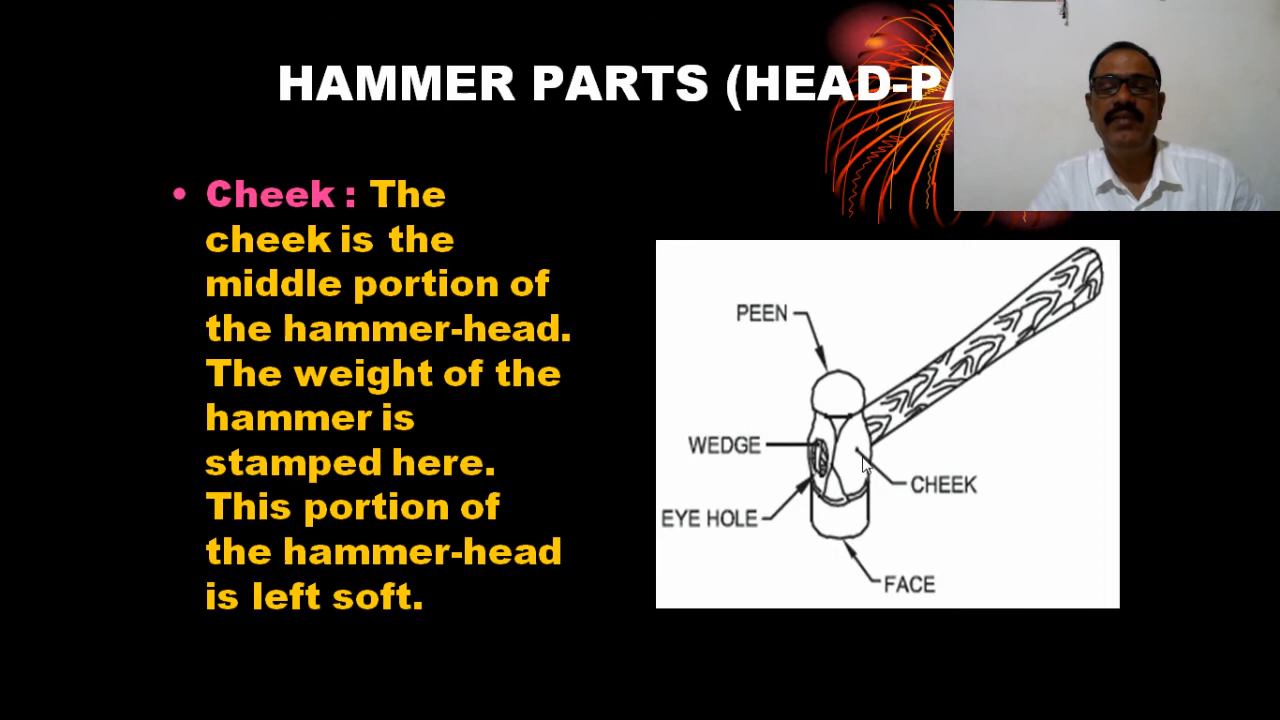 HAMMER PARTS (HEAD-PA
• Cheek : The
cheek is the
middle portion of
the hammer-head.
The weight of the
hammer is
stamped here.
This portion of
the hammer-head
is left soft.
PEEN
WEDGE
CHEEK
EYE HOLE
FACE